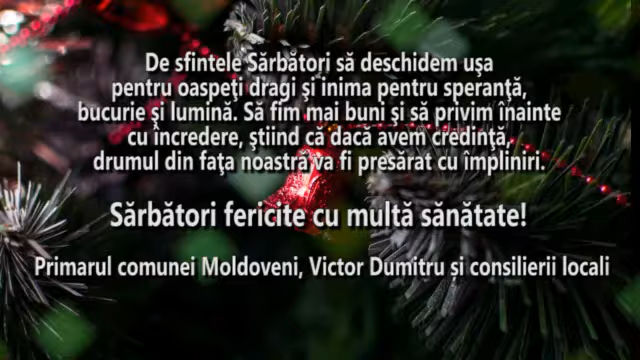 De sfintele Sărbători să deschidem uşa
pentru oaspeţi dragi şi inima pentru speranţă,
bucurie şi lumină. Să fim mai buni şi să privim înainte
cu încredere, ştiind că dacă avem credinţă,
drumul din faţa noastră va fi presărat cu împliniri.
Sărbători fericite cu multă sănătate!
Primarul comunei Moldoveni, Victor Dumitru și consilierii locali